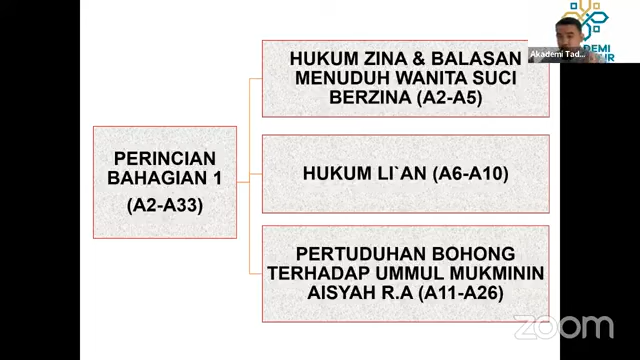 PERINCIAN
BAHAGIAN 1
(A2-A33)
HUKUM ZINA & BALASAN
MENUDUH WANITA SUCI
BERZINA (A2-A5)
HUKUM LI`AN (A6-A10)
PERTUDUHAN BOHONG
TERHADAP UMMUL MUKMININ
AISYAH R.A (A11-A26)
Akademi Tad...
zoom